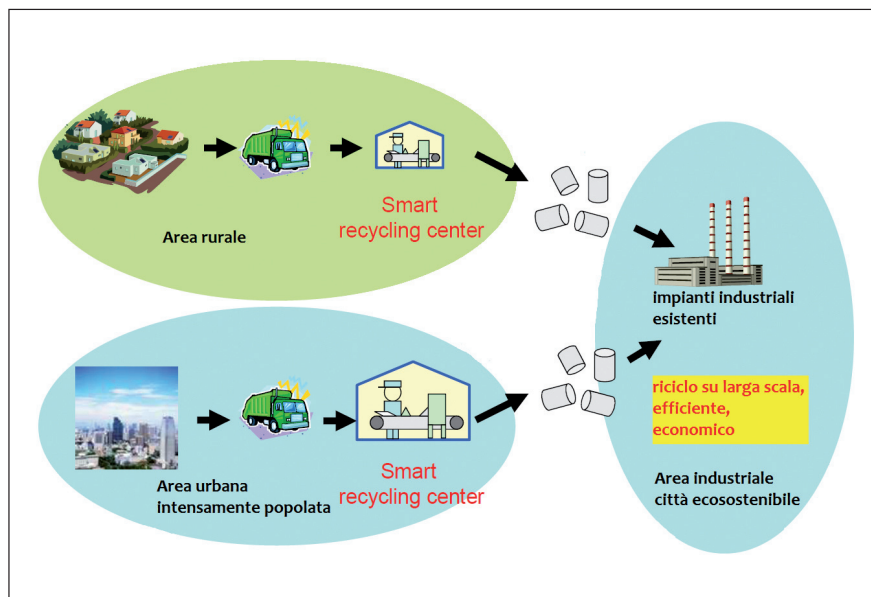 Area rurale
Smart
recycling center
impianti industriali
esistenti
riciclo su larga scala,
efficiente,
economico
Area urbana
intensamente popolata
Smart
recycling center
Area industriale
città ecosostenibile